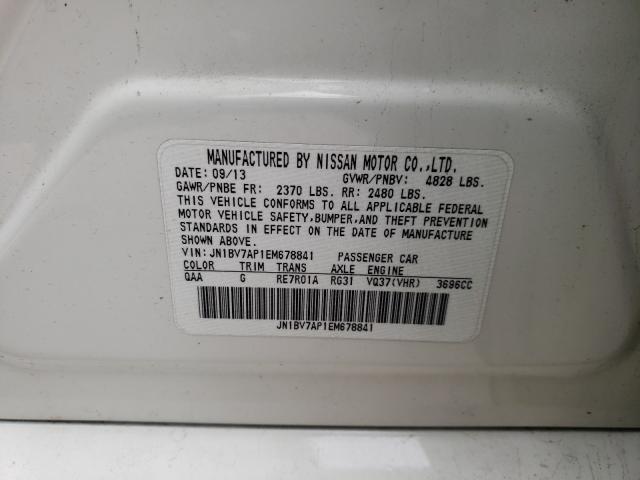 MANUFACTURED BY NISSAN MOTOR CO.,LTD.
DATE: 09/13 GVWR/PNBV: 4828 LBS.
GAWR/PNBE FR: 2370 LBS. RR: 2480 LBS.
THIS VEHICLE CONFORMS TO ALL APPLICABLE FEDERAL
MOTOR VEHICLE SAFETY,BUMPER,AND THEFT PREVENTION
STANDARDS IN EFFECT ON THE DATE OF MANUFACTURE
SHOWN ABOVE.
VIN: JN1BV7AP1EM678841 PASSENGER CAR
COLOR TRIM TRANS AXLE ENGINE
QAA G RE7R01A RG31 VQ37(VHR) 3696CC
JN1BV7AP1EM678841